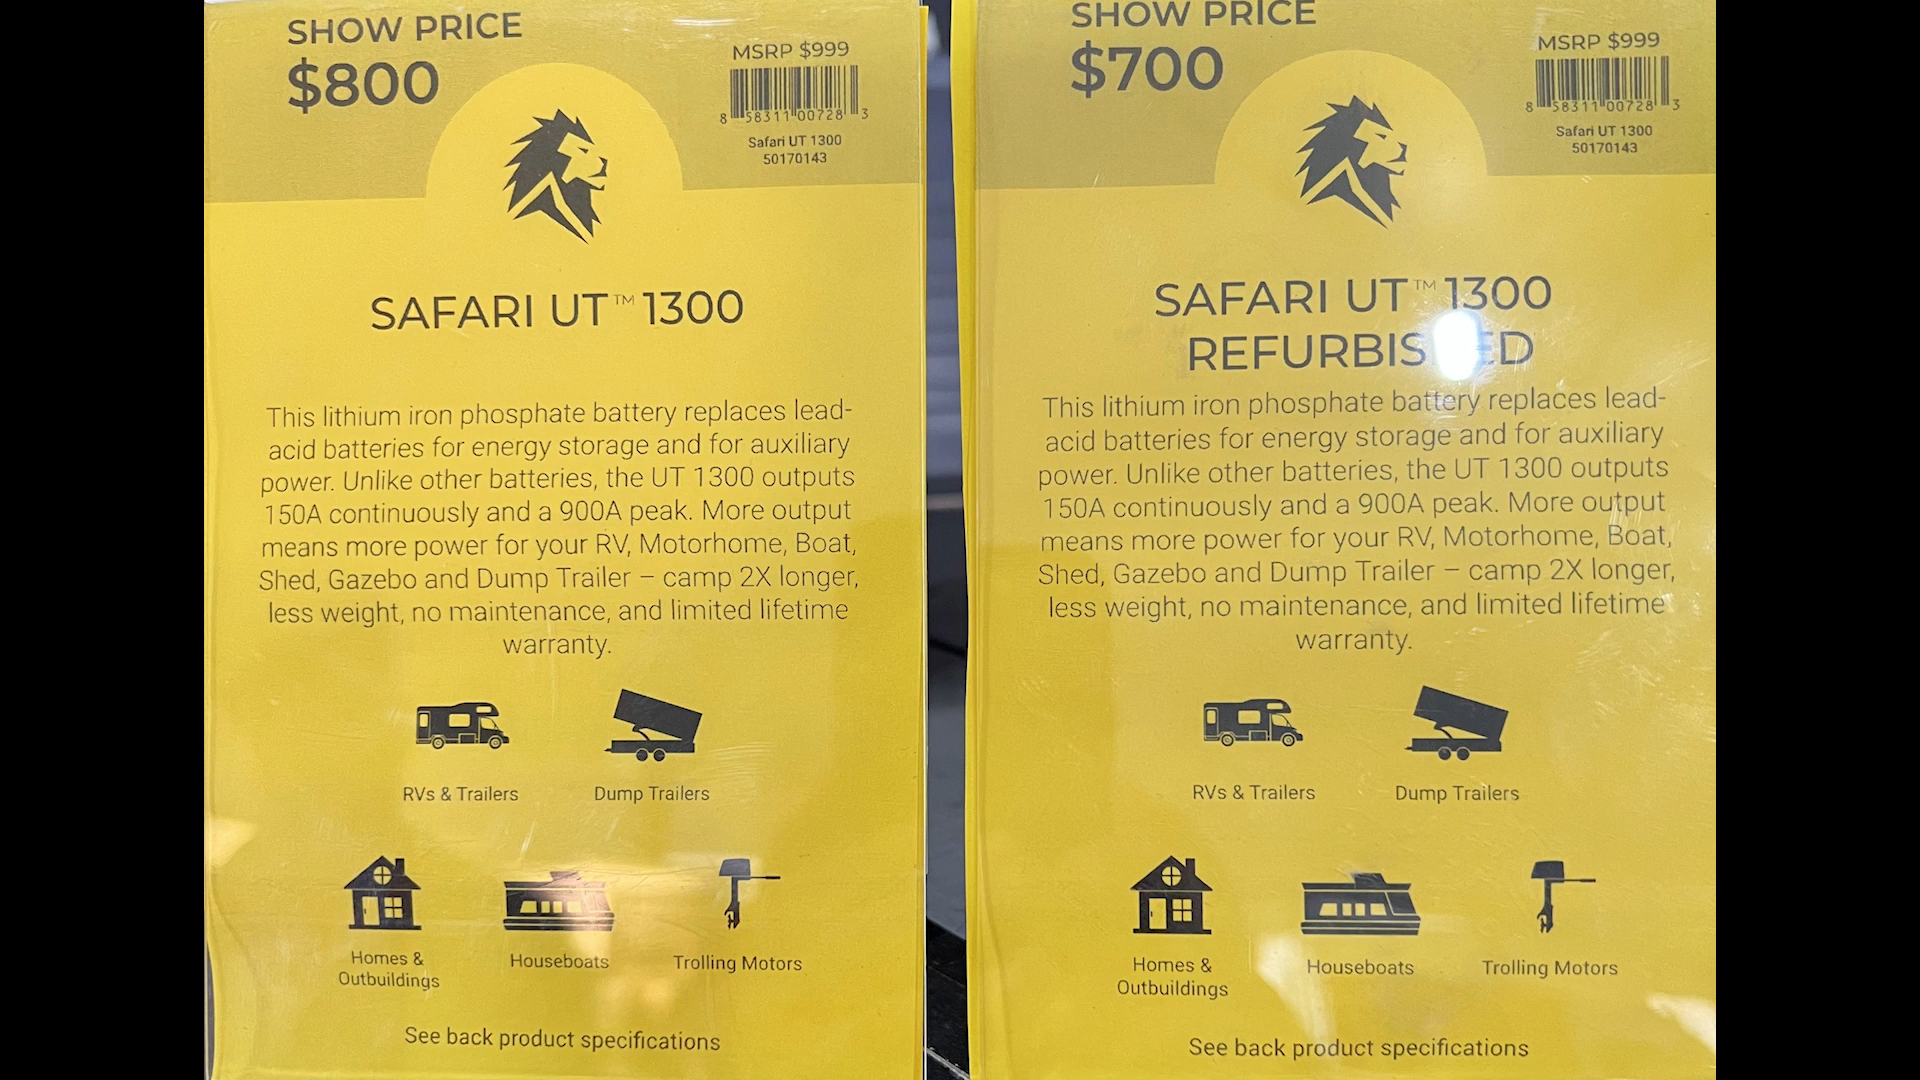 SHOW PRICE
$800
MSRP $999
8 58311 00728 3
Safari UT 1300
50170143
SAFARI UT™ 1300
This lithium iron phosphate battery replaces lead-
acid batteries for energy storage and for auxiliary
power. Unlike other batteries, the UT 1300 outputs
150A continuously and a 900A peak. More output
means more power for your RV, Motorhome, Boat,
Shed, Gazebo and Dump Trailer – camp 2X longer,
less weight, no maintenance, and limited lifetime
warranty.
RVs & Trailers
Dump Trailers
Homes &
Outbuildings
Houseboats
Trolling Motors
See back product specifications
SHOW PRICE
$700
MSRP $999
8 58311 00728 3
Safari UT 1300
50170143
SAFARI UT™ 1300
REFURBISHED
This lithium iron phosphate battery replaces lead-
acid batteries for energy storage and for auxiliary
power. Unlike other batteries, the UT 1300 outputs
150A continuously and a 900A peak. More output
means more power for your RV, Motorhome, Boat,
Shed, Gazebo and Dump Trailer – camp 2X longer,
less weight, no maintenance, and limited lifetime
warranty.
RVs & Trailers
Dump Trailers
Homes &
Outbuildings
Houseboats
Trolling Motors
See back product specifications